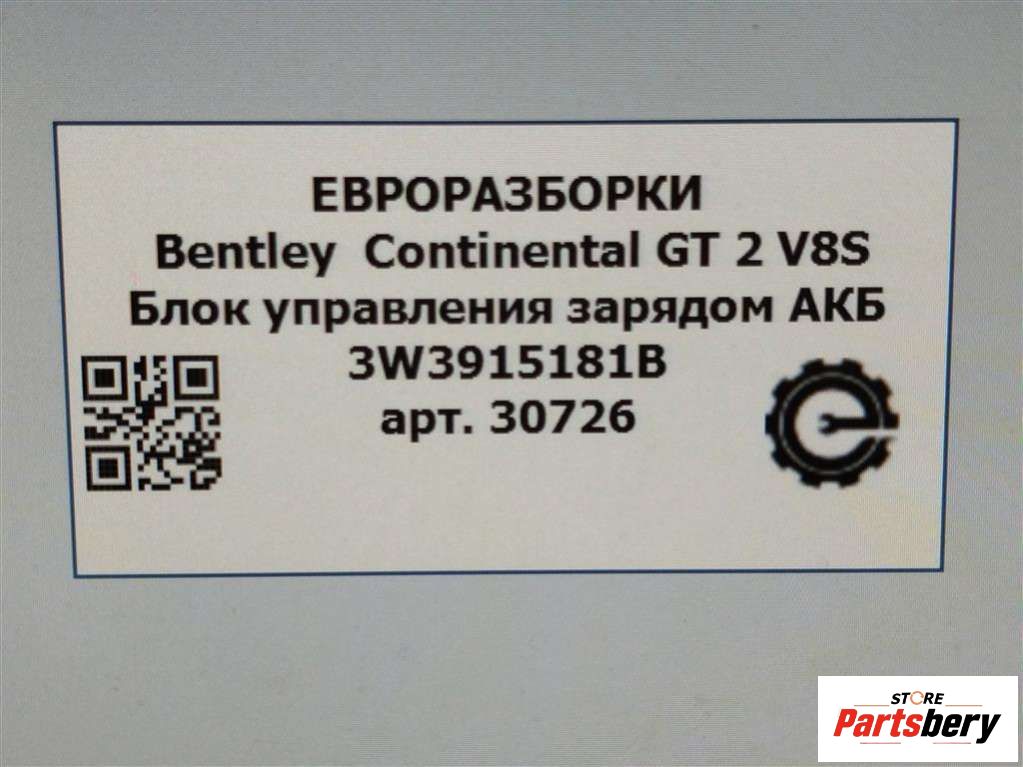 ЕВРОРАЗБОРКИ
Bentley Continental GT 2 V8S
Блок управления зарядом АКБ
3W3915181B
арт. 30726
STORE
Partsbery